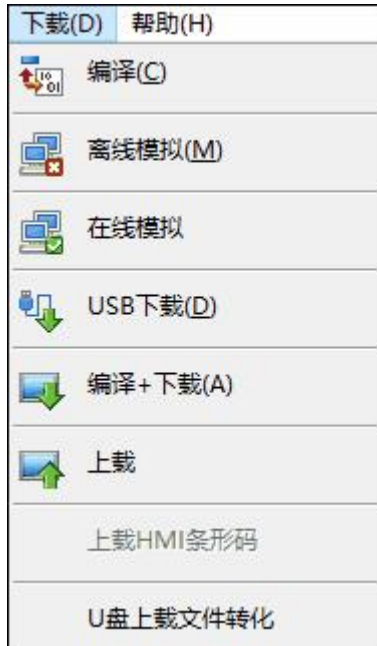 下载(D) 帮助(H)
编译(C)
离线模拟(M)
在线模拟
USB下载(D)
编译+下载(A)
上载
上载HMI条形码
U盘上载文件转化